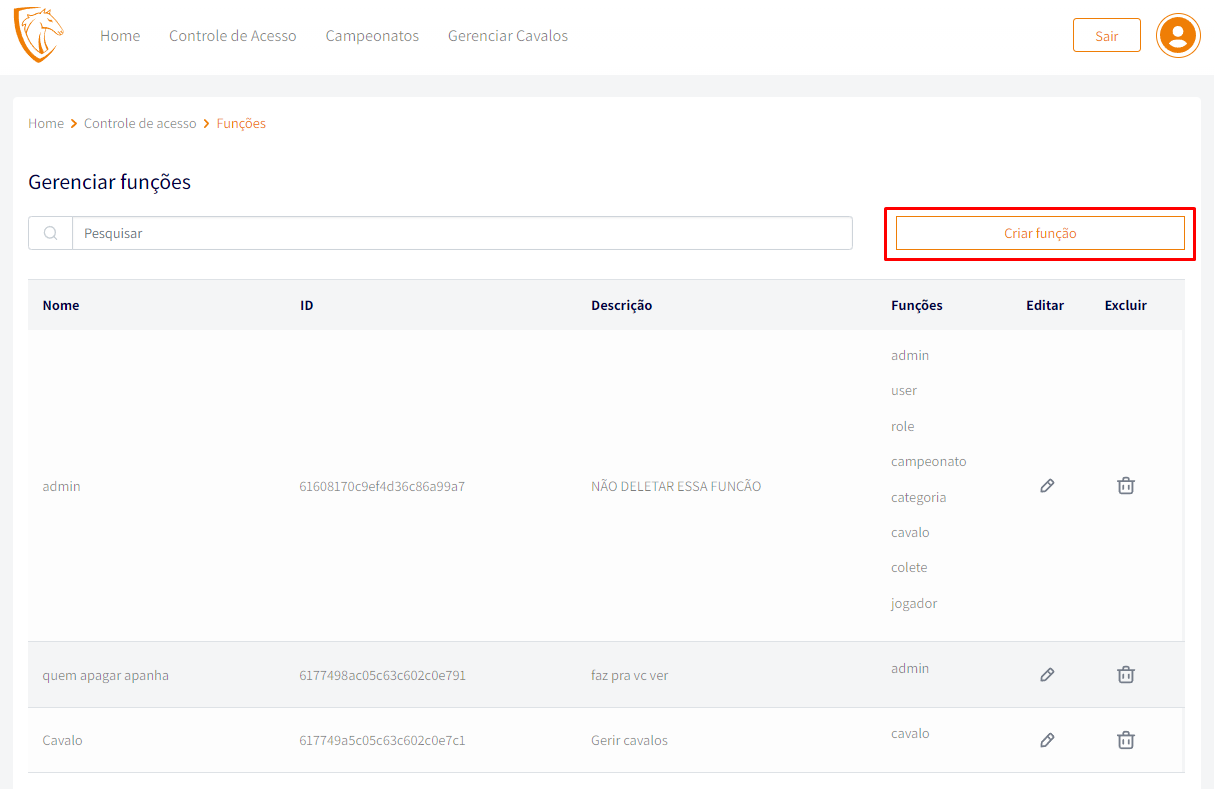 Home Controle de Acesso Campeonatos Gerenciar Cavalos Sair
Home > Controle de acesso > Funções
Gerenciar funções
Pesquisar Criar função
Nome ID Descrição Funções Editar Excluir
admin
user
role
campeonato
admin 61608170c9ef4d36c86a99a7 NÃO DELETAR ESSA FUNCÃO
categoria
cavalo
colete
jogador
quem apagar apanha 6177498ac05c63c602c0e791 faz pra vc ver admin
Cavalo 617749a5c05c63c602c0e7c1 Gerir cavalos cavalo